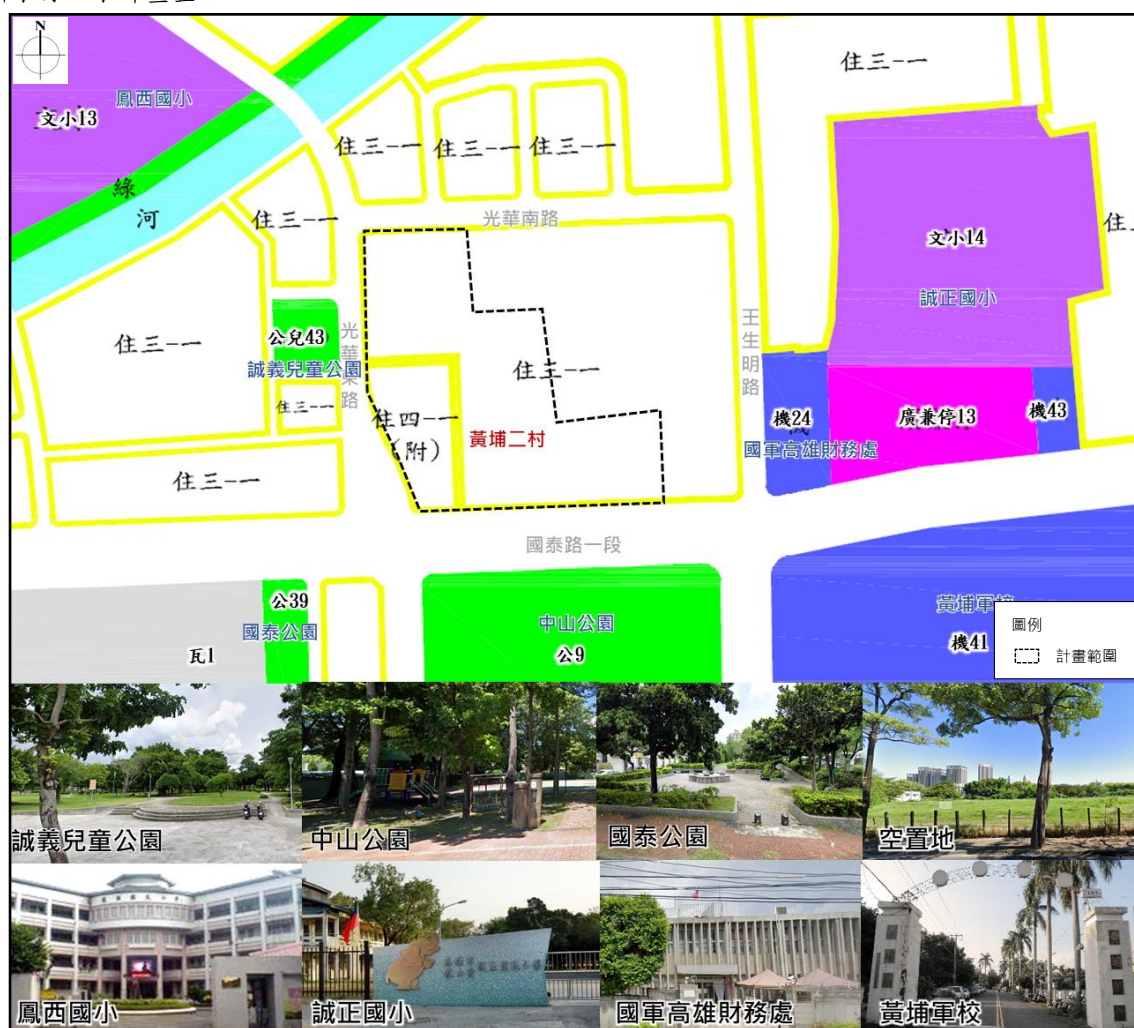 N
住三-一
鳳西國小
文小13
綠
河
住三-一
住三-一
住三-一
住三-一
光華南路
文小14
誠正國小
住三-一
公兒43
誠義兒童公園
光華東路
住三-一
王生明路
住三-一
住四-一
(附)
黃埔二村
機24
國軍高雄財務處
廣兼停13
機43
住三-一
國泰路一段
公39
國泰公園
中山公園
公9
瓦1
黃埔軍校
機41
圖例
計畫範圍
誠義兒童公園
中山公園
國泰公園
空置地
鳳西國小
誠正國小
國軍高雄財務處
黃埔軍校